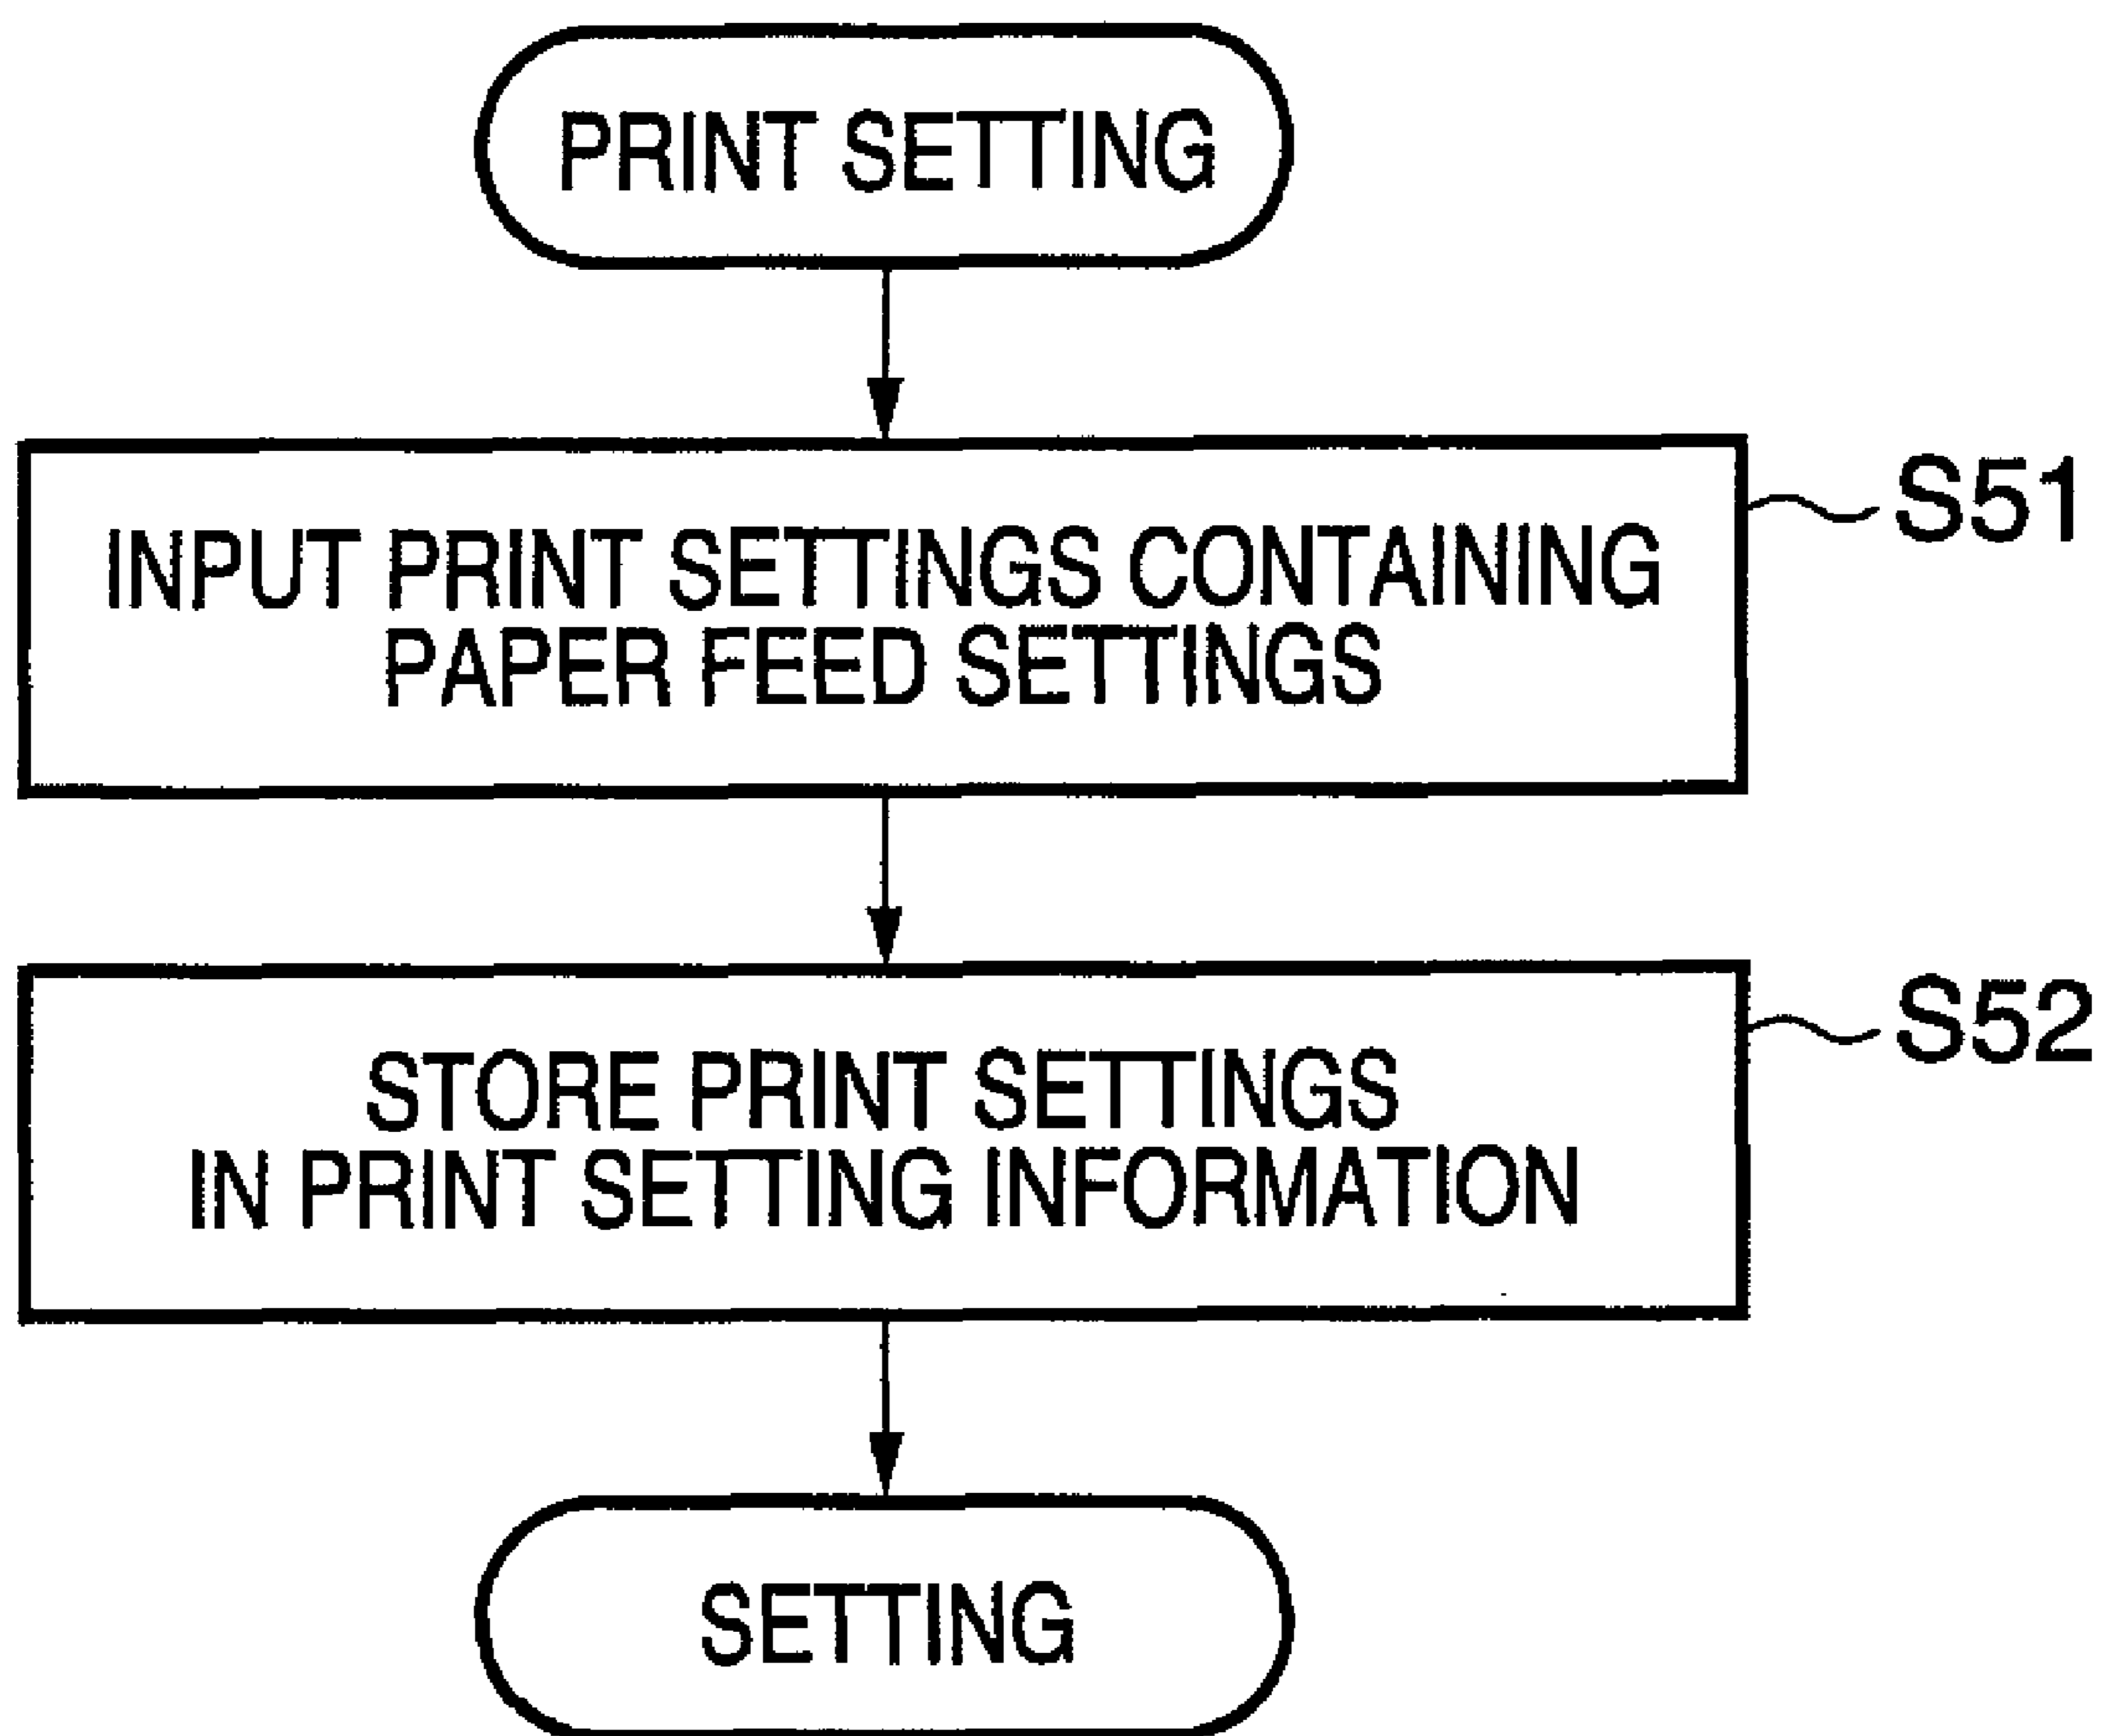 PRINT SETTING
INPUT PRINT SETTINGS CONTAINING
PAPER FEED SETTINGS
S51
STORE PRINT SETTINGS
IN PRINT SETTING INFORMATION
S52
SETTING